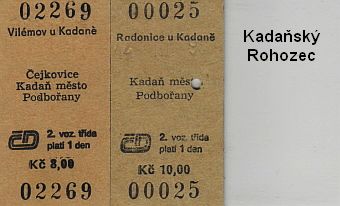 02269
Vilémov u Kadaně
Čejkovice
Kadaň město
Podbořany
ČD 2. voz. třída
platí 1 den
Kč 8,00
02269
00025
Radonice u Kadaně
Kadaň město
Podbořany
ČD 2. voz. třída
platí 1 den
Kč 10,00
00025
Kadaňský
Rohozec